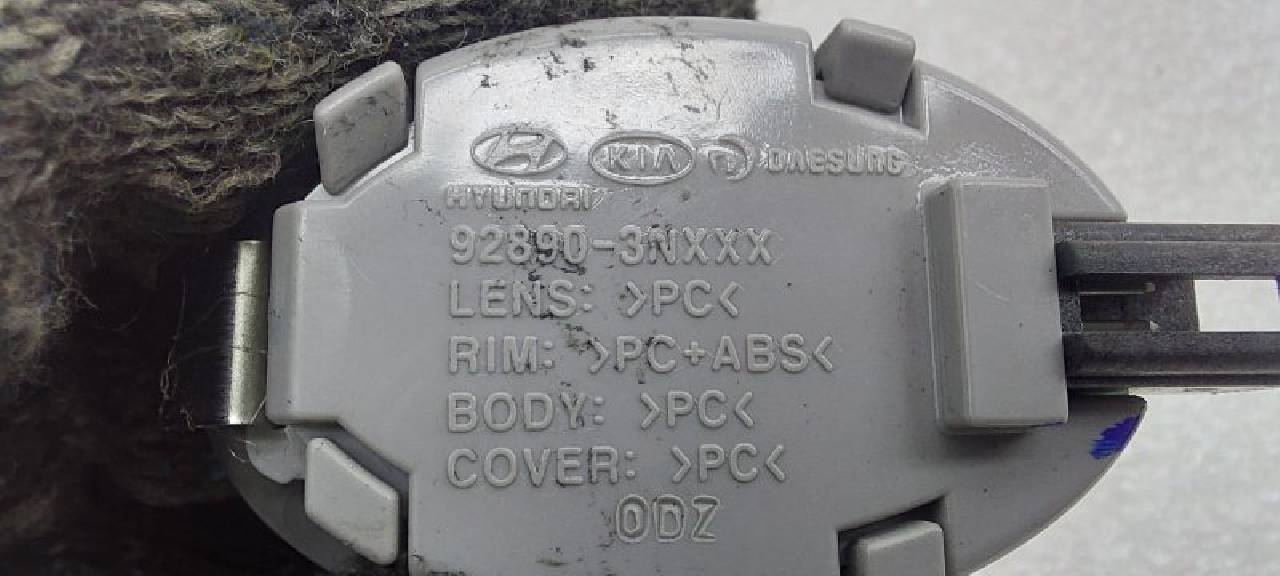 KIA DAESUNG
HYUNDAI
92890-3NXXX
LENS: >PC<
RIM: >PC+ABS<
BODY: >PC<
COVER: >PC<
ODZ